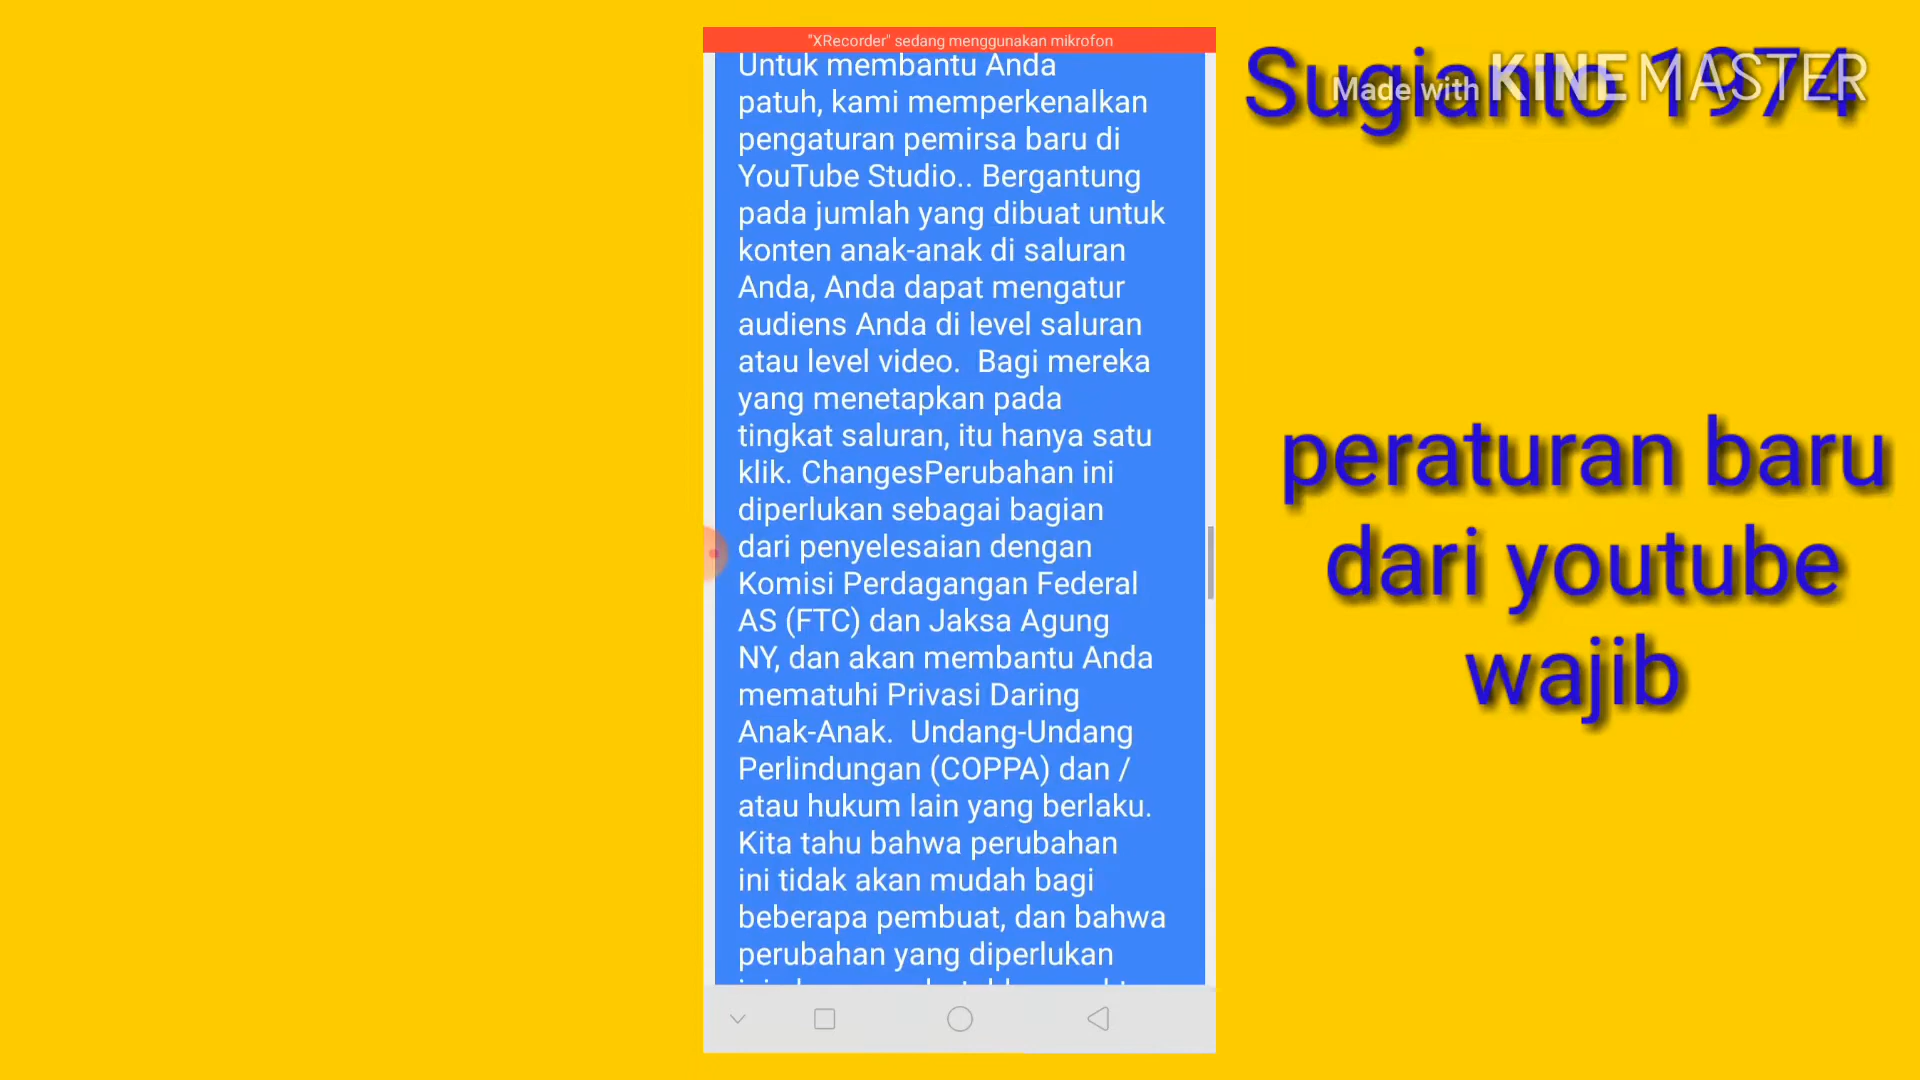 "XRecorder" sedang menggunakan mikrofon
Untuk membantu Anda
patuh, kami memperkenalkan
pengaturan pemirsa baru di
YouTube Studio.. Bergantung
pada jumlah yang dibuat untuk
konten anak-anak di saluran
Anda, Anda dapat mengatur
audiens Anda di level saluran
atau level video.  Bagi mereka
yang menetapkan pada
tingkat saluran, itu hanya satu
klik. ChangesPerubahan ini
diperlukan sebagai bagian
dari penyelesaian dengan
Komisi Perdagangan Federal
AS (FTC) dan Jaksa Agung
NY, dan akan membantu Anda
mematuhi Privasi Daring
Anak-Anak.  Undang-Undang
Perlindungan (COPPA) dan /
atau hukum lain yang berlaku.
Kita tahu bahwa perubahan
ini tidak akan mudah bagi
beberapa pembuat, dan bahwa
perubahan yang diperlukan
Sugianto 1974
Made with KINEMASTER
peraturan baru
dari youtube
wajib